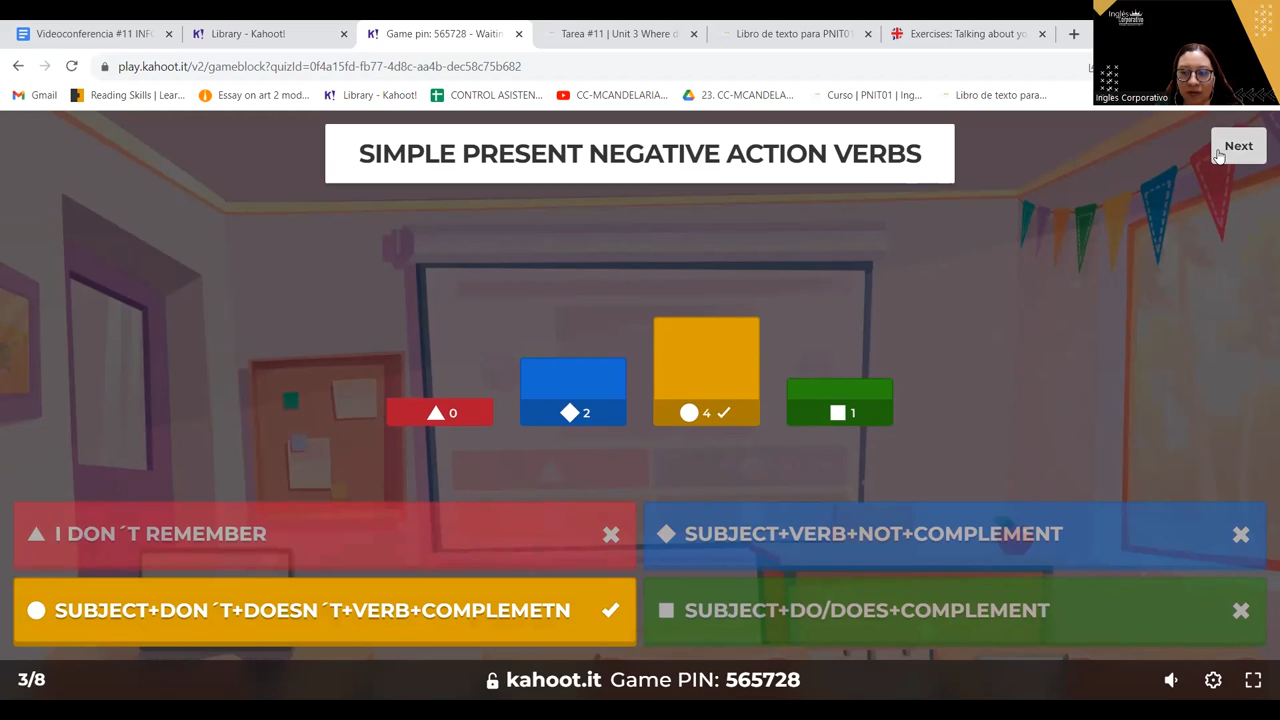 Videoconferencia #11 INFO
Library - Kahoot!
Game pin: 565728 - Waitin
Tarea #11 | Unit 3 Where d
Libro de texto para PNIT01
Exercises: Talking about yo
play.kahoot.it/v2/gameblock?quizId=0f4a15fd-fb77-4d8c-aa4b-dec58c75b682
Gmail
Reading Skills | Lear...
Essay on art 2 mod...
Library - Kahoot!
CONTROL ASISTEN...
CC-MCANDELARIA...
23. CC-MCANDELA...
Curso | PNIT01 | Ing...
Libro de texto para...
Inglés
Corporativo
Ingles Corporativo
SIMPLE PRESENT NEGATIVE ACTION VERBS
Next
0
2
4
1
I DON ´T REMEMBER
SUBJECT+VERB+NOT+COMPLEMENT
SUBJECT+DON ´T+DOESN ´T+VERB+COMPLEMETN
SUBJECT+DO/DOES+COMPLEMENT
3/8
kahoot.it Game PIN: 565728